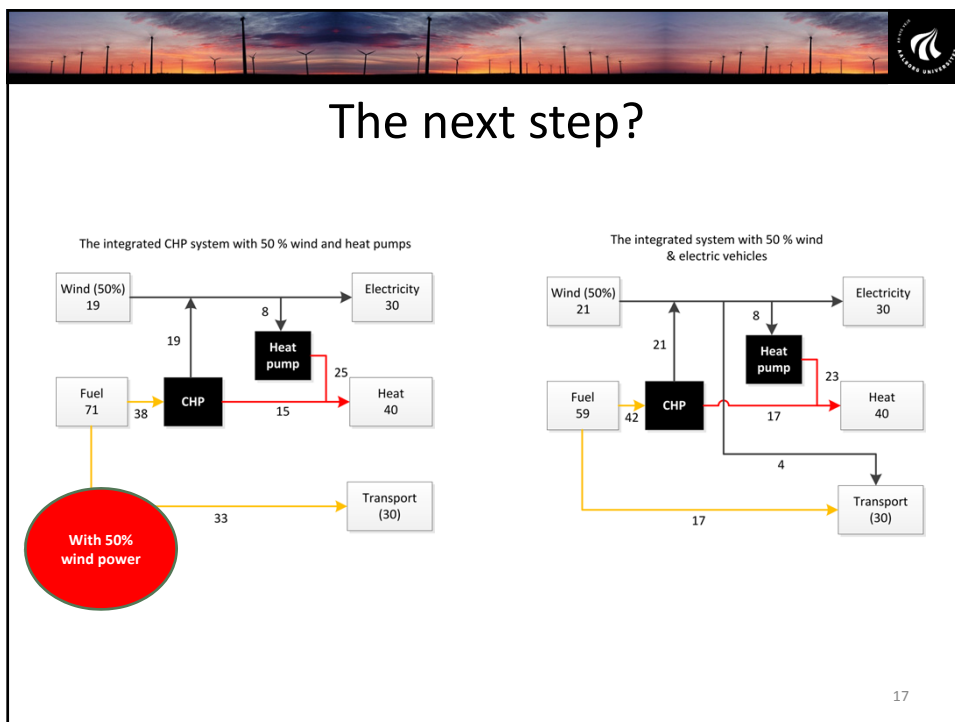 AALBORG UNIVERSITET
The next step?
The integrated CHP system with 50 % wind and heat pumps
Wind (50%)
19
Electricity
30
8
19
Heat
pump
25
Fuel
71
38
CHP
15
Heat
40
With 50%
wind power
33
Transport
(30)
The integrated system with 50 % wind
& electric vehicles
Wind (50%)
21
Electricity
30
8
21
Heat
pump
23
Fuel
59
42
CHP
17
Heat
40
4
17
Transport
(30)
17